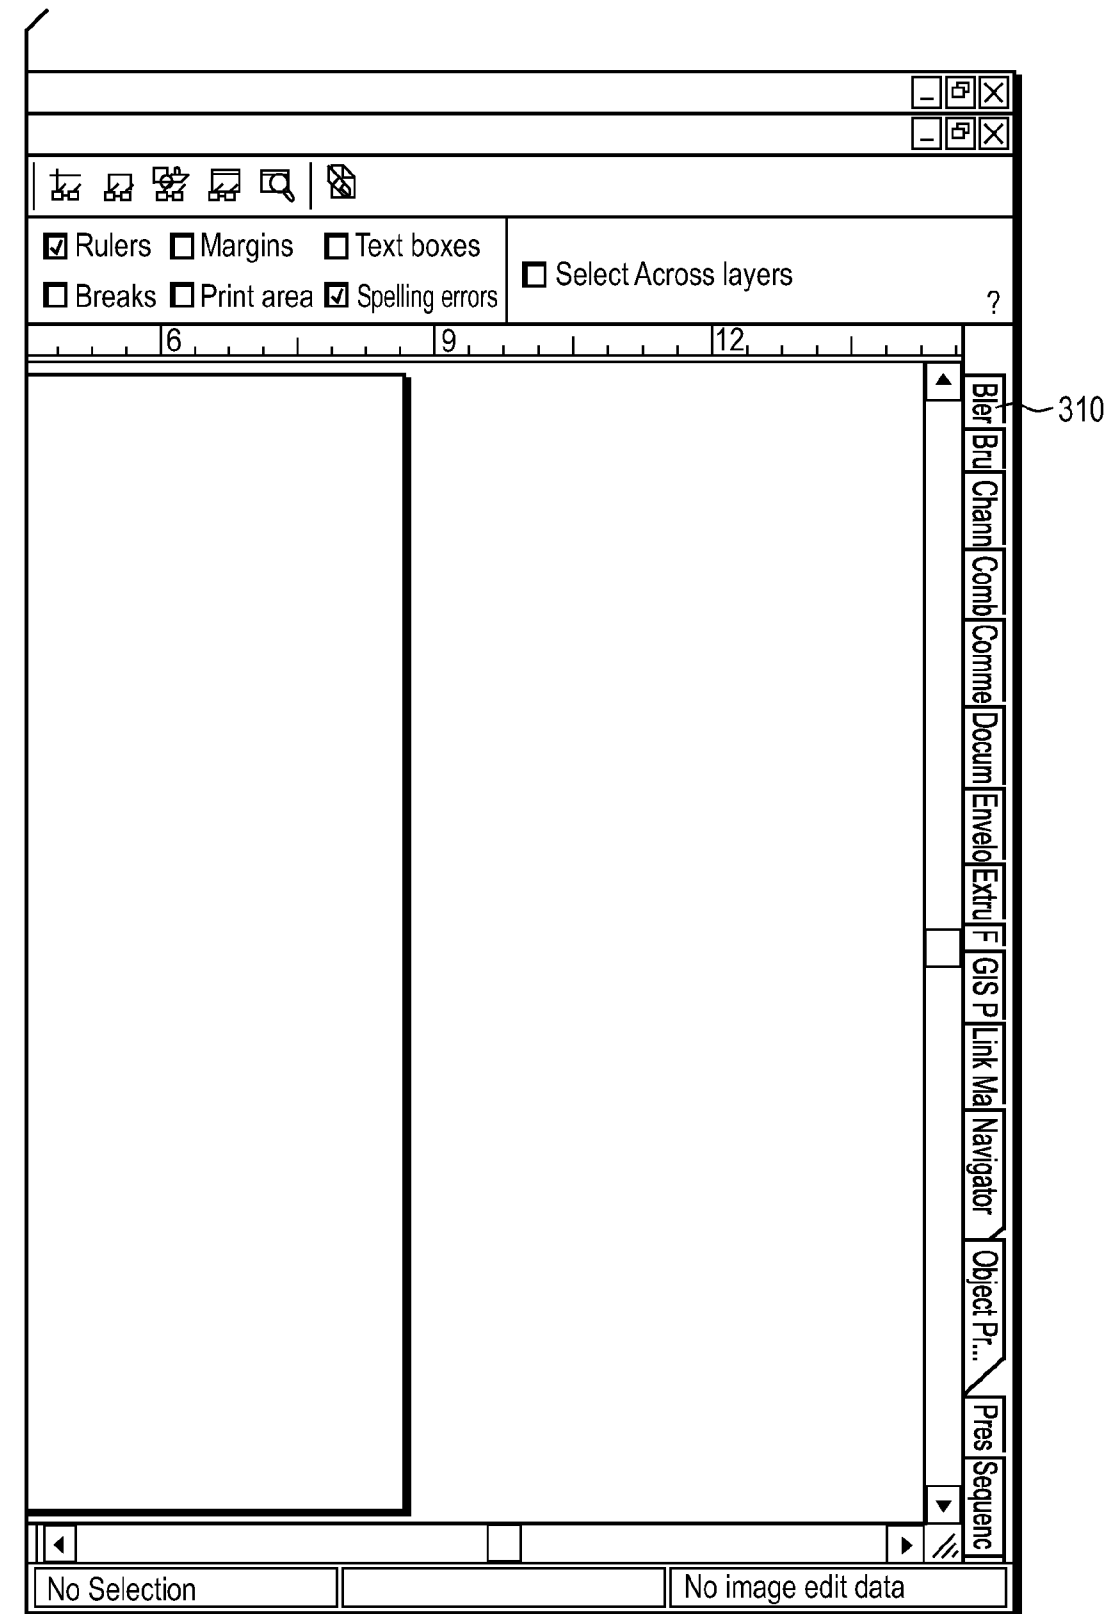 Rulers Margins Text boxes
Select Across layers
Breaks Print area Spelling errors
?
6 9 12
Bler
310
Bru
Chann
Comb
Comme
Docum
Envelo
Extru
F
GIS P
Link Ma
Navigator
Object Pr...
Pres
Sequenc
No Selection
No image edit data